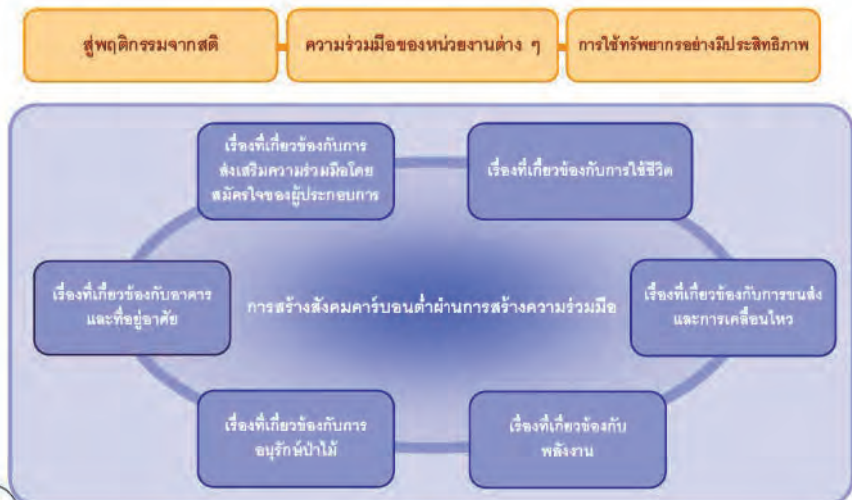 สู่พฤติกรรมจากสติ
ความร่วมมือของหน่วยงานต่าง ๆ
การใช้ทรัพยากรอย่างมีประสิทธิภาพ
เรื่องที่เกี่ยวข้องกับการ
ส่งเสริมความร่วมมือโดย
สมัครใจของผู้ประกอบการ
เรื่องที่เกี่ยวข้องกับการใช้ชีวิต
เรื่องที่เกี่ยวข้องกับอาคาร
และที่อยู่อาศัย
การสร้างสังคมคาร์บอนต่ำผ่านการสร้างความร่วมมือ
เรื่องที่เกี่ยวข้องกับการขนส่ง
และการเคลื่อนไหว
เรื่องที่เกี่ยวข้องกับการ
อนุรักษ์ป่าไม้
เรื่องที่เกี่ยวข้องกับ
พลังงาน